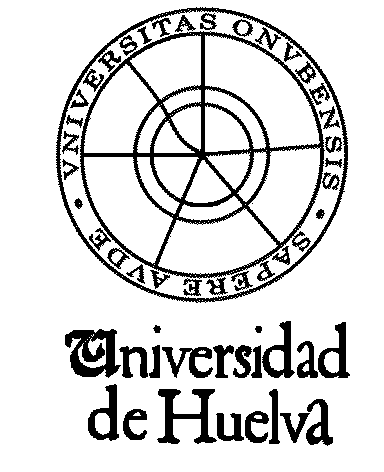 VNIVERSITAS ONVBENSIS • SAPERE AVDE •
Universidad
de Huelva